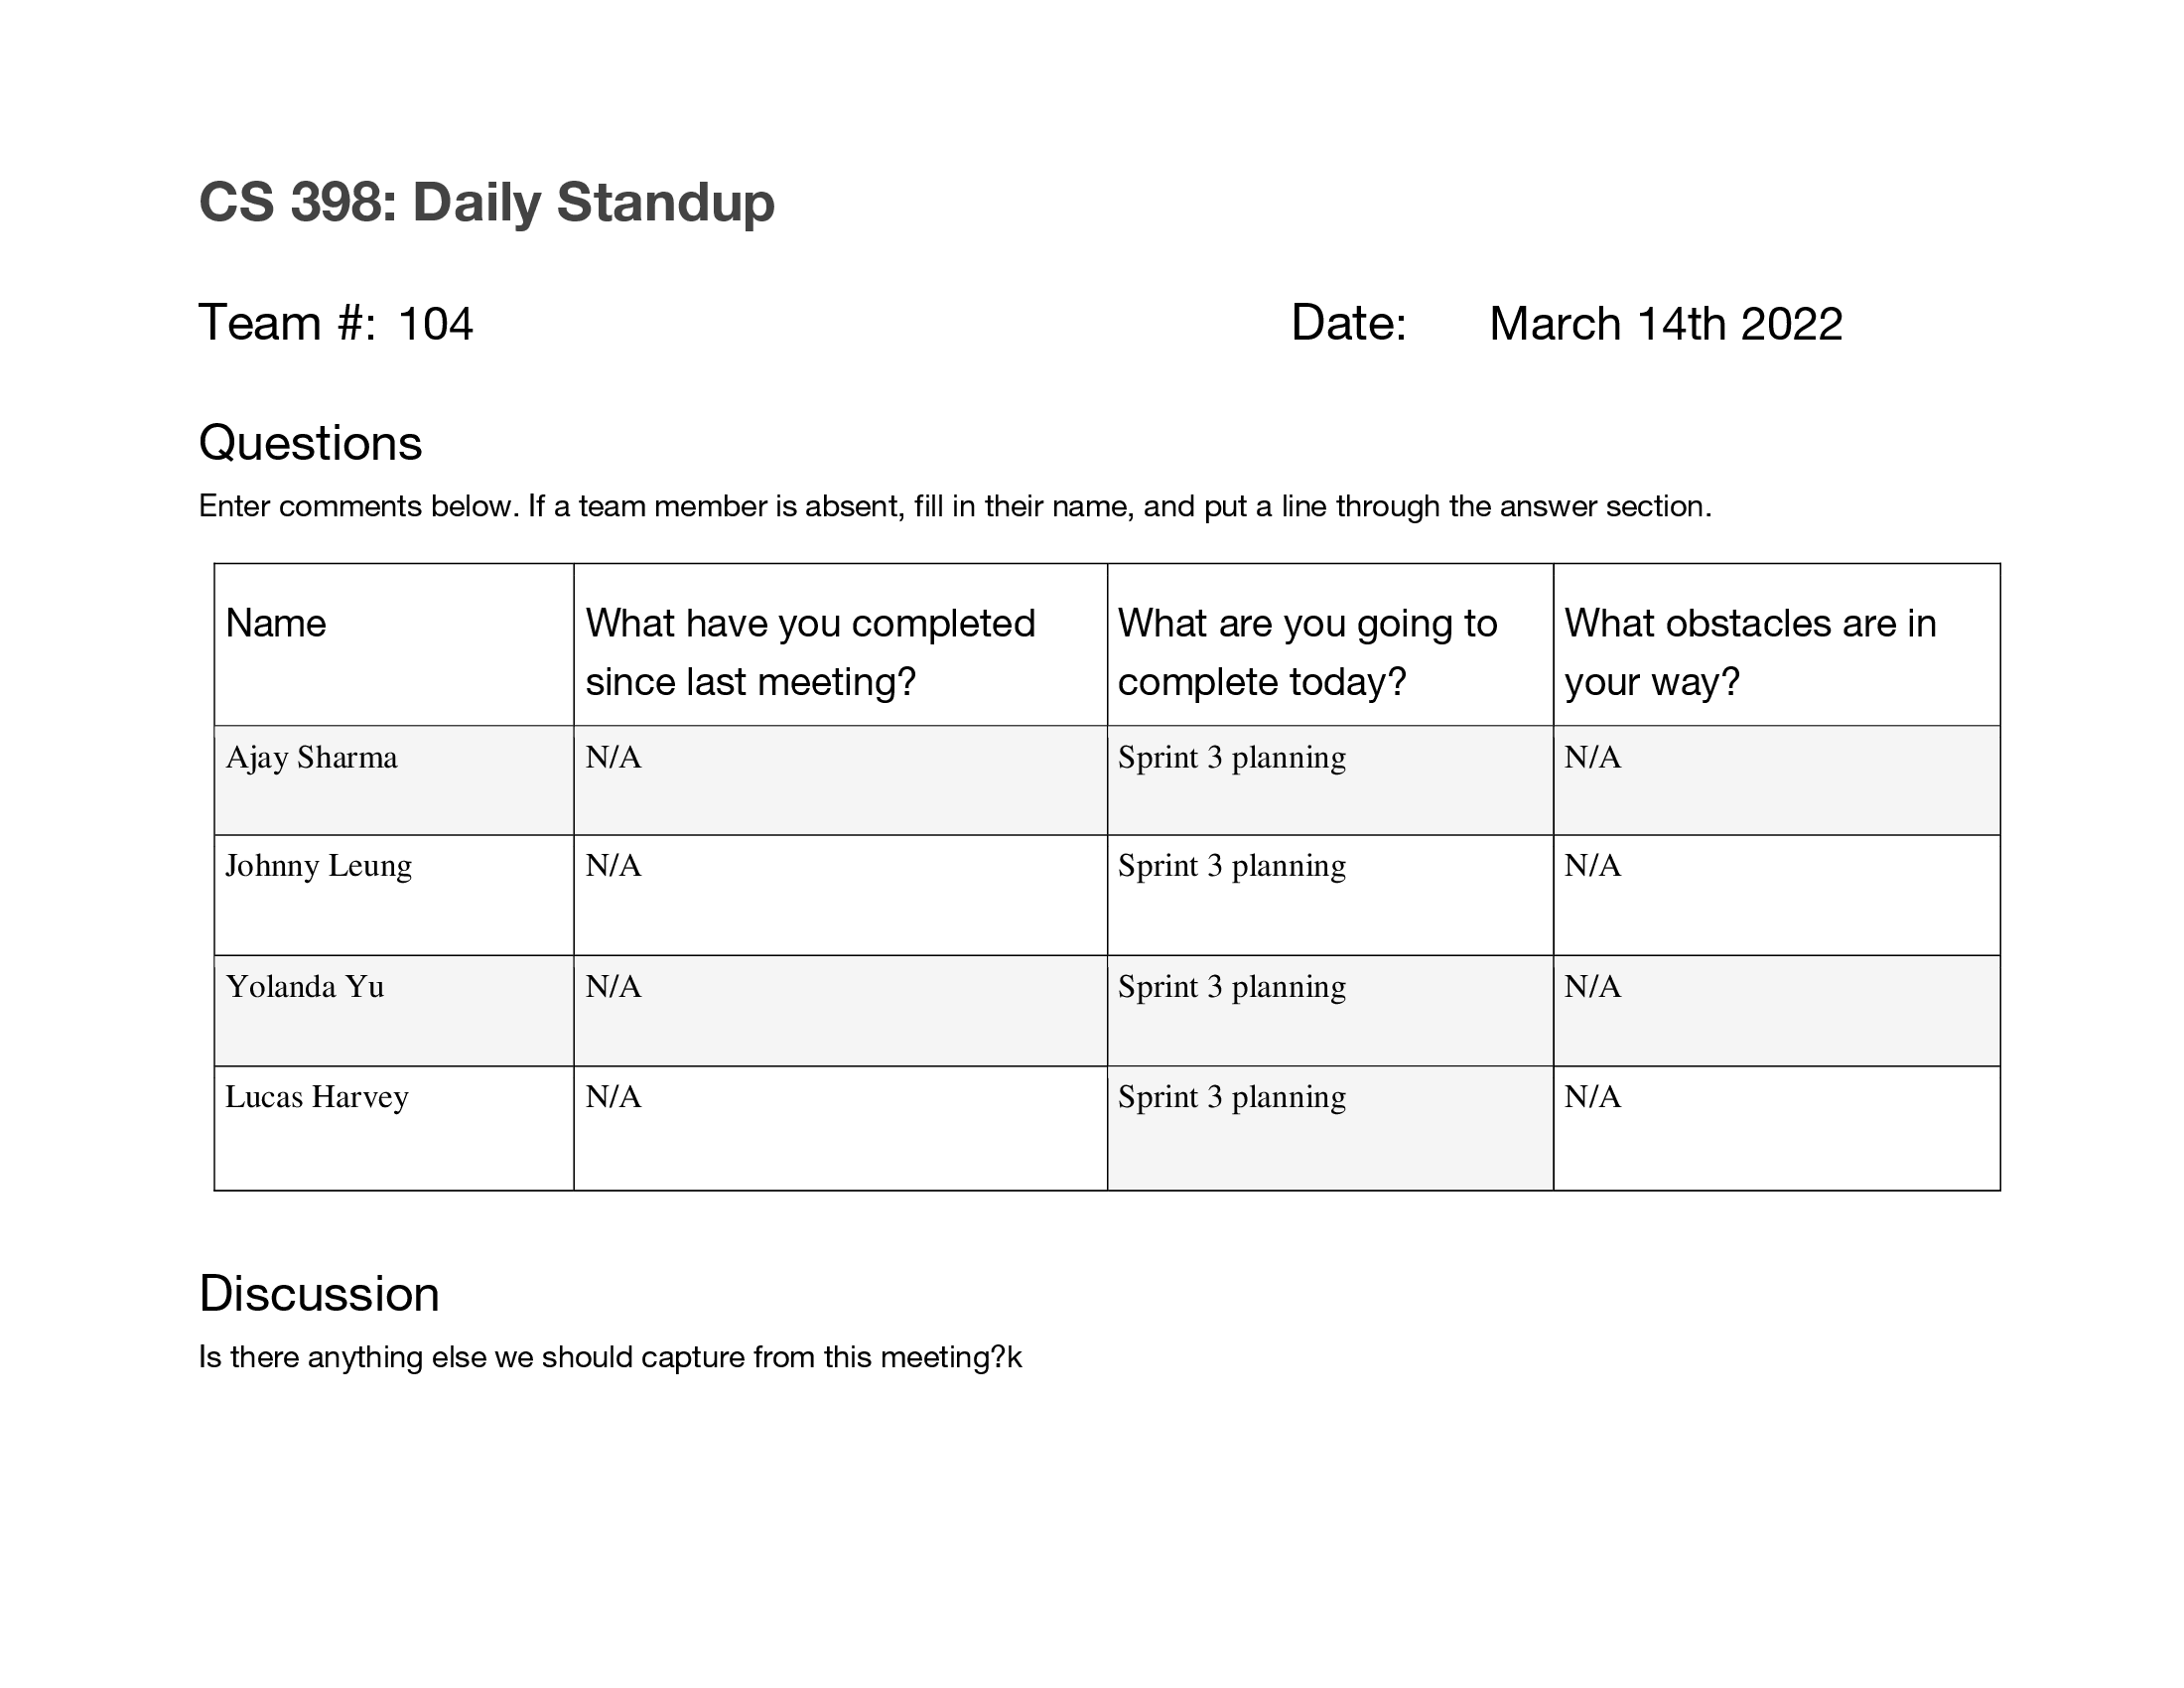 CS 398: Daily Standup
Team #: 104 Date: March 14th 2022
Questions
Enter comments below. If a team member is absent, fill in their name, and put a line through the answer section.
Name What have you completed What are you going to What obstacles are in
since last meeting? complete today? your way?
Ajay Sharma N/A Sprint 3 planning N/A
Johnny Leung N/A Sprint 3 planning N/A
Yolanda Yu N/A Sprint 3 planning N/A
Lucas Harvey N/A Sprint 3 planning N/A
Discussion
Is there anything else we should capture from this meeting?k